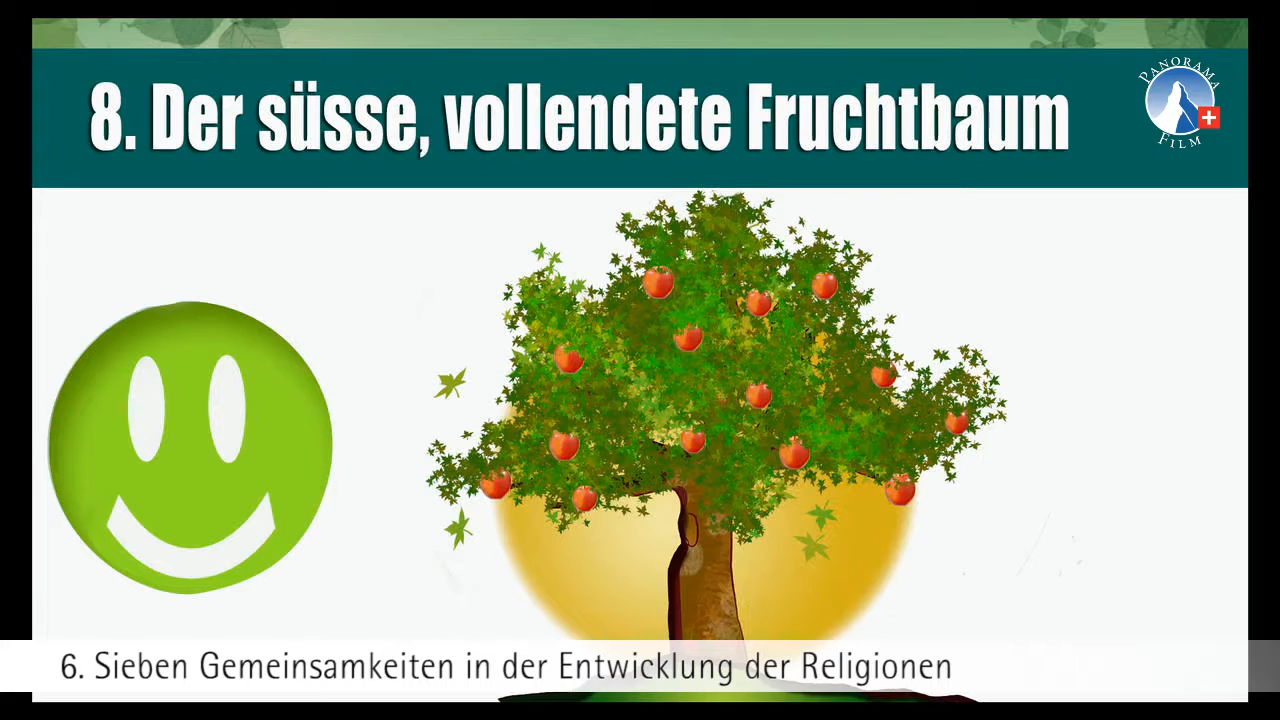 8. Der süsse, vollendete Fruchtbaum
PANORAMA
FILM
6. Sieben Gemeinsamkeiten in der Entwicklung der Religionen